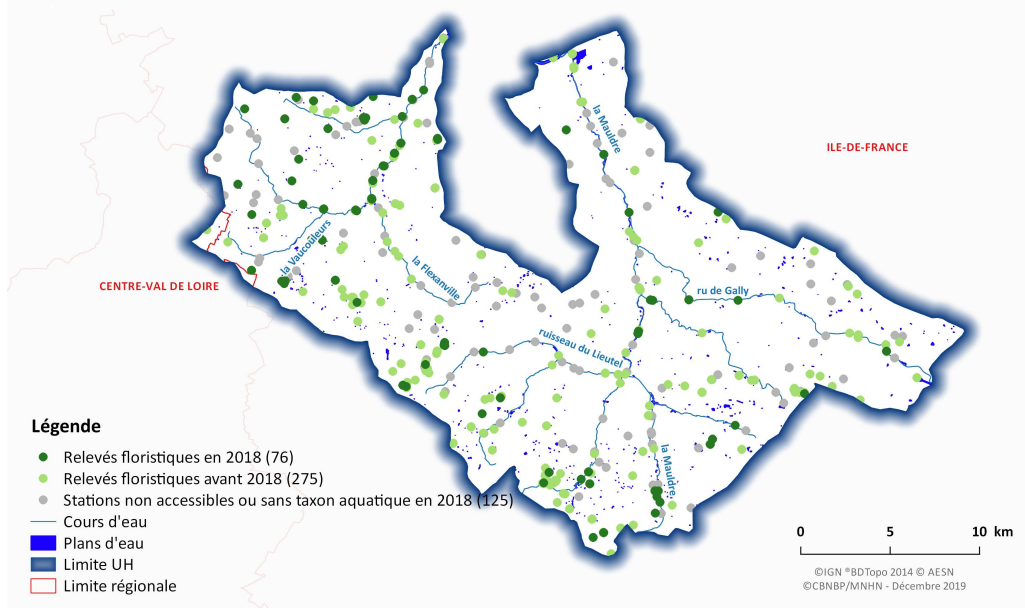 la Mauldre
ILE-DE-FRANCE
la Vaucouleurs
la Flexanville
CENTRE-VAL DE LOIRE
ru de Gally
ruisseau du Lieutel
la Mauldre
Légende
Relevés floristiques en 2018 (76)
Relevés floristiques avant 2018 (275)
Stations non accessibles ou sans taxon aquatique en 2018 (125)
Cours d'eau
Plans d'eau
Limite UH
Limite régionale
0 5 10 km
©IGN ®BDTopo 2014 © AESN
©CBNBP/MNHN - Décembre 2019